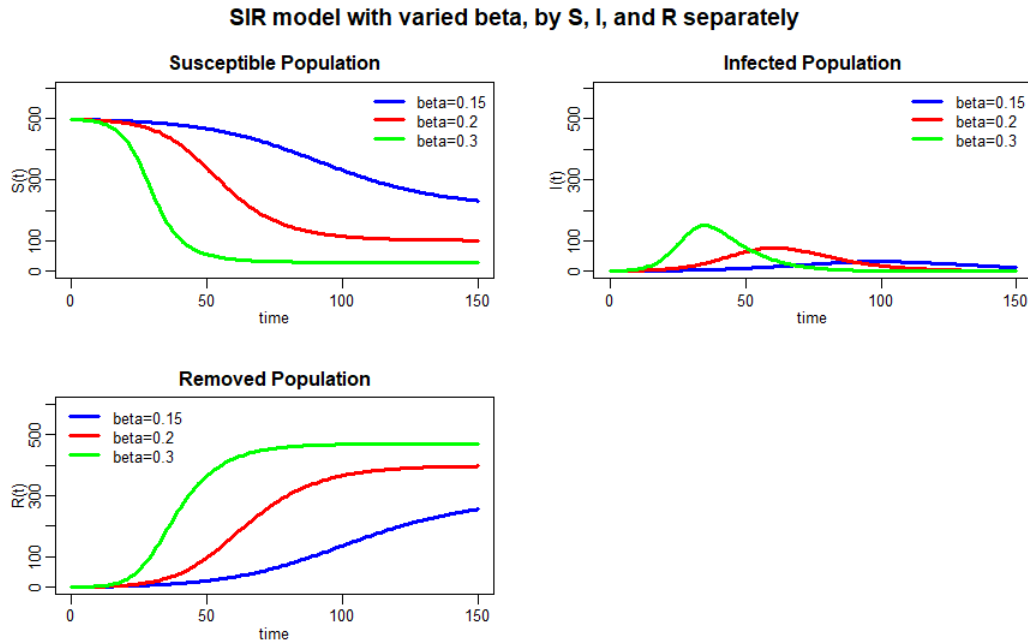 SIR model with varied beta, by S, I, and R separately
Susceptible Population
S(t)
500
300
100
0
beta=0.15
beta=0.2
beta=0.3
0 50 100 150
time
Infected Population
I(t)
500
300
100
0
beta=0.15
beta=0.2
beta=0.3
0 50 100 150
time
Removed Population
R(t)
500
300
100
0
beta=0.15
beta=0.2
beta=0.3
0 50 100 150
time